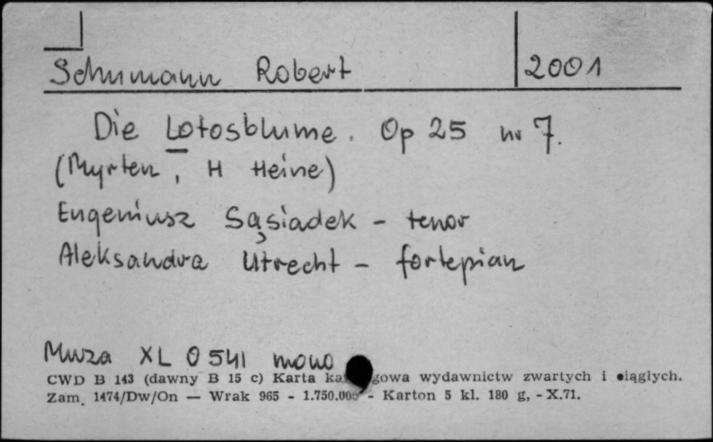 Schumann Robert 2001
Die Lotosblume. Op 25 nr 7.
(Myrten, H Heine)
Eugeniusz Sąsiadek - tenor
Aleksandra Utrecht - fortepian
Muza XL 0541 mono
CWD B 143 (dawny B 15 c) Karta wydawnictw zwartych i ciągłych.
Zam. 1474/Dw/On — Wrak 965 - 1.750.000 - Karton 5 kl. 180 g, - X.71.